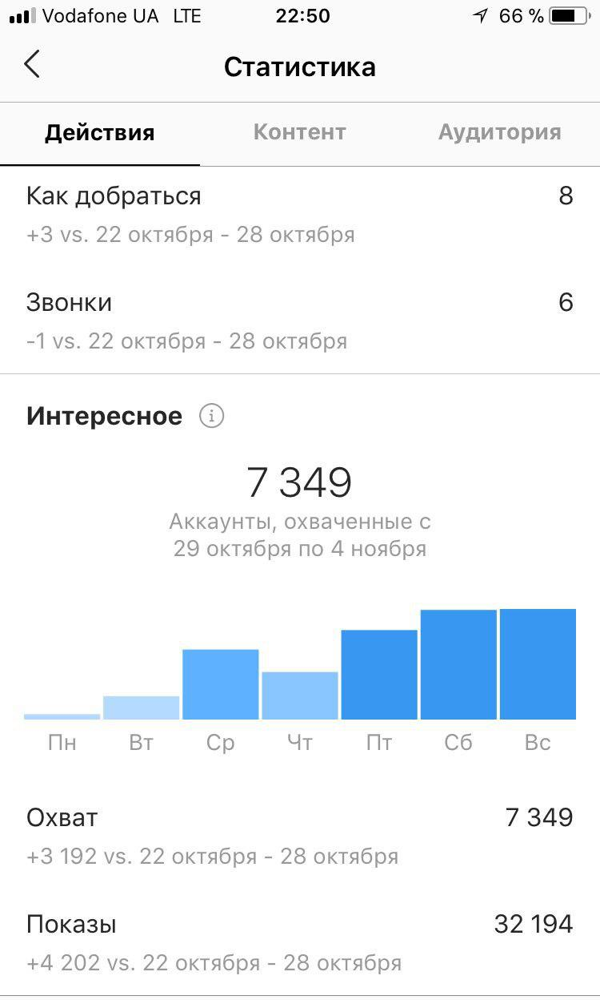 Vodafone UA LTE 22:50 66 %
Статистика
Действия Контент Аудитория
Как добраться 8
+3 vs. 22 октября - 28 октября
Звонки 6
-1 vs. 22 октября - 28 октября
Интересное i
7 349
Аккаунты, охваченные с
29 октября по 4 ноября
Пн Вт Ср Чт Пт Сб Вс
Охват 7 349
+3 192 vs. 22 октября - 28 октября
Показы 32 194
+4 202 vs. 22 октября - 28 октября